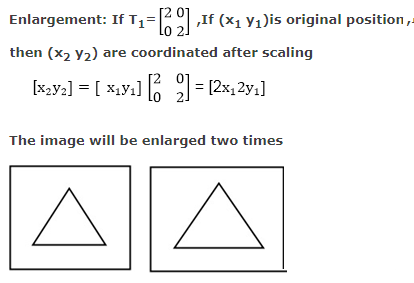 Enlargement: If T₁=[2 0
0 2] ,If (x₁ y₁)is original position,
then (x₂ y₂) are coordinated after scaling
[x₂y₂] = [ x₁y₁] [2 0
0 2] = [2x₁,2y₁]
The image will be enlarged two times